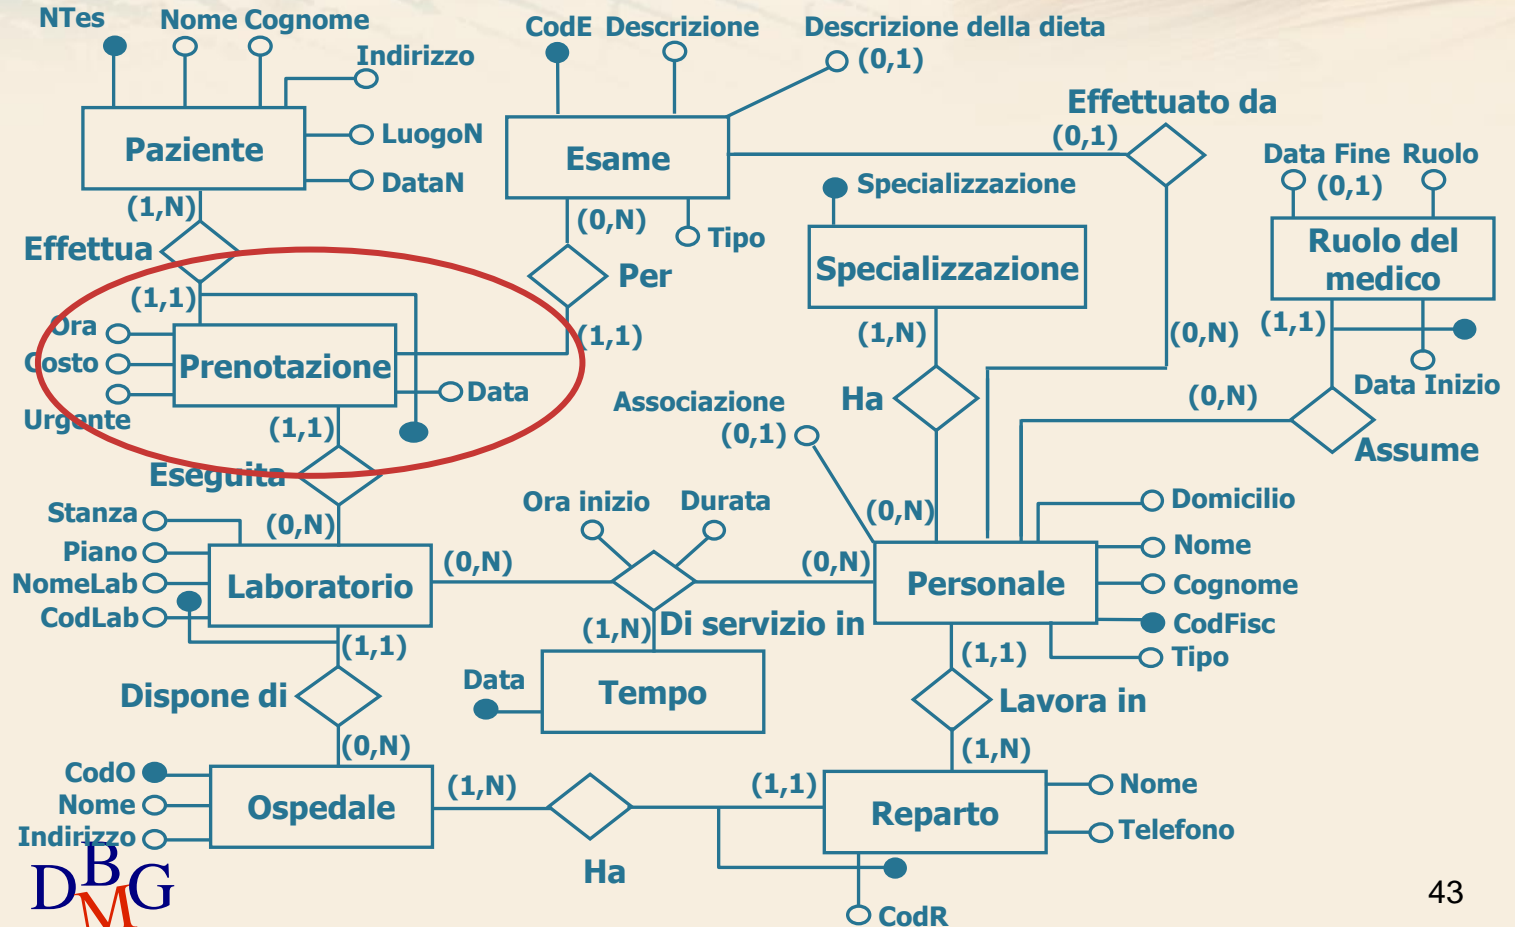 NTes
Nome Cognome
Indirizzo
Paziente
LuogoN
DataN
(1,N)
Effettua
(1,1)
CodE Descrizione
Descrizione della dieta
(0,1)
Esame
(0,N)
Tipo
Per
(1,1)
Effettuato da
(0,1)
(0,N)
Specializzazione
Specializzazione
(1,N)
Ha
(0,N)
Data Fine Ruolo
(0,1)
Ruolo del
medico
(1,1)
Data Inizio
(0,N)
Assume
Ora
Costo
Urgente
Prenotazione
Data
(1,1)
Eseguita
(0,N)
Associazione
(0,1)
Stanza
Piano
NomeLab
CodLab
Laboratorio
(0,N)
Ora inizio Durata
(0,N)
Di servizio in
(1,N)
Data
Tempo
Personale
Domicilio
Nome
Cognome
CodFisc
Tipo
(1,1)
Lavora in
(1,N)
(1,1)
Dispone di
(0,N)
CodO
Nome
Indirizzo
Ospedale
(1,N)
Ha
(1,1)
Reparto
Nome
Telefono
CodR
DBMG
43